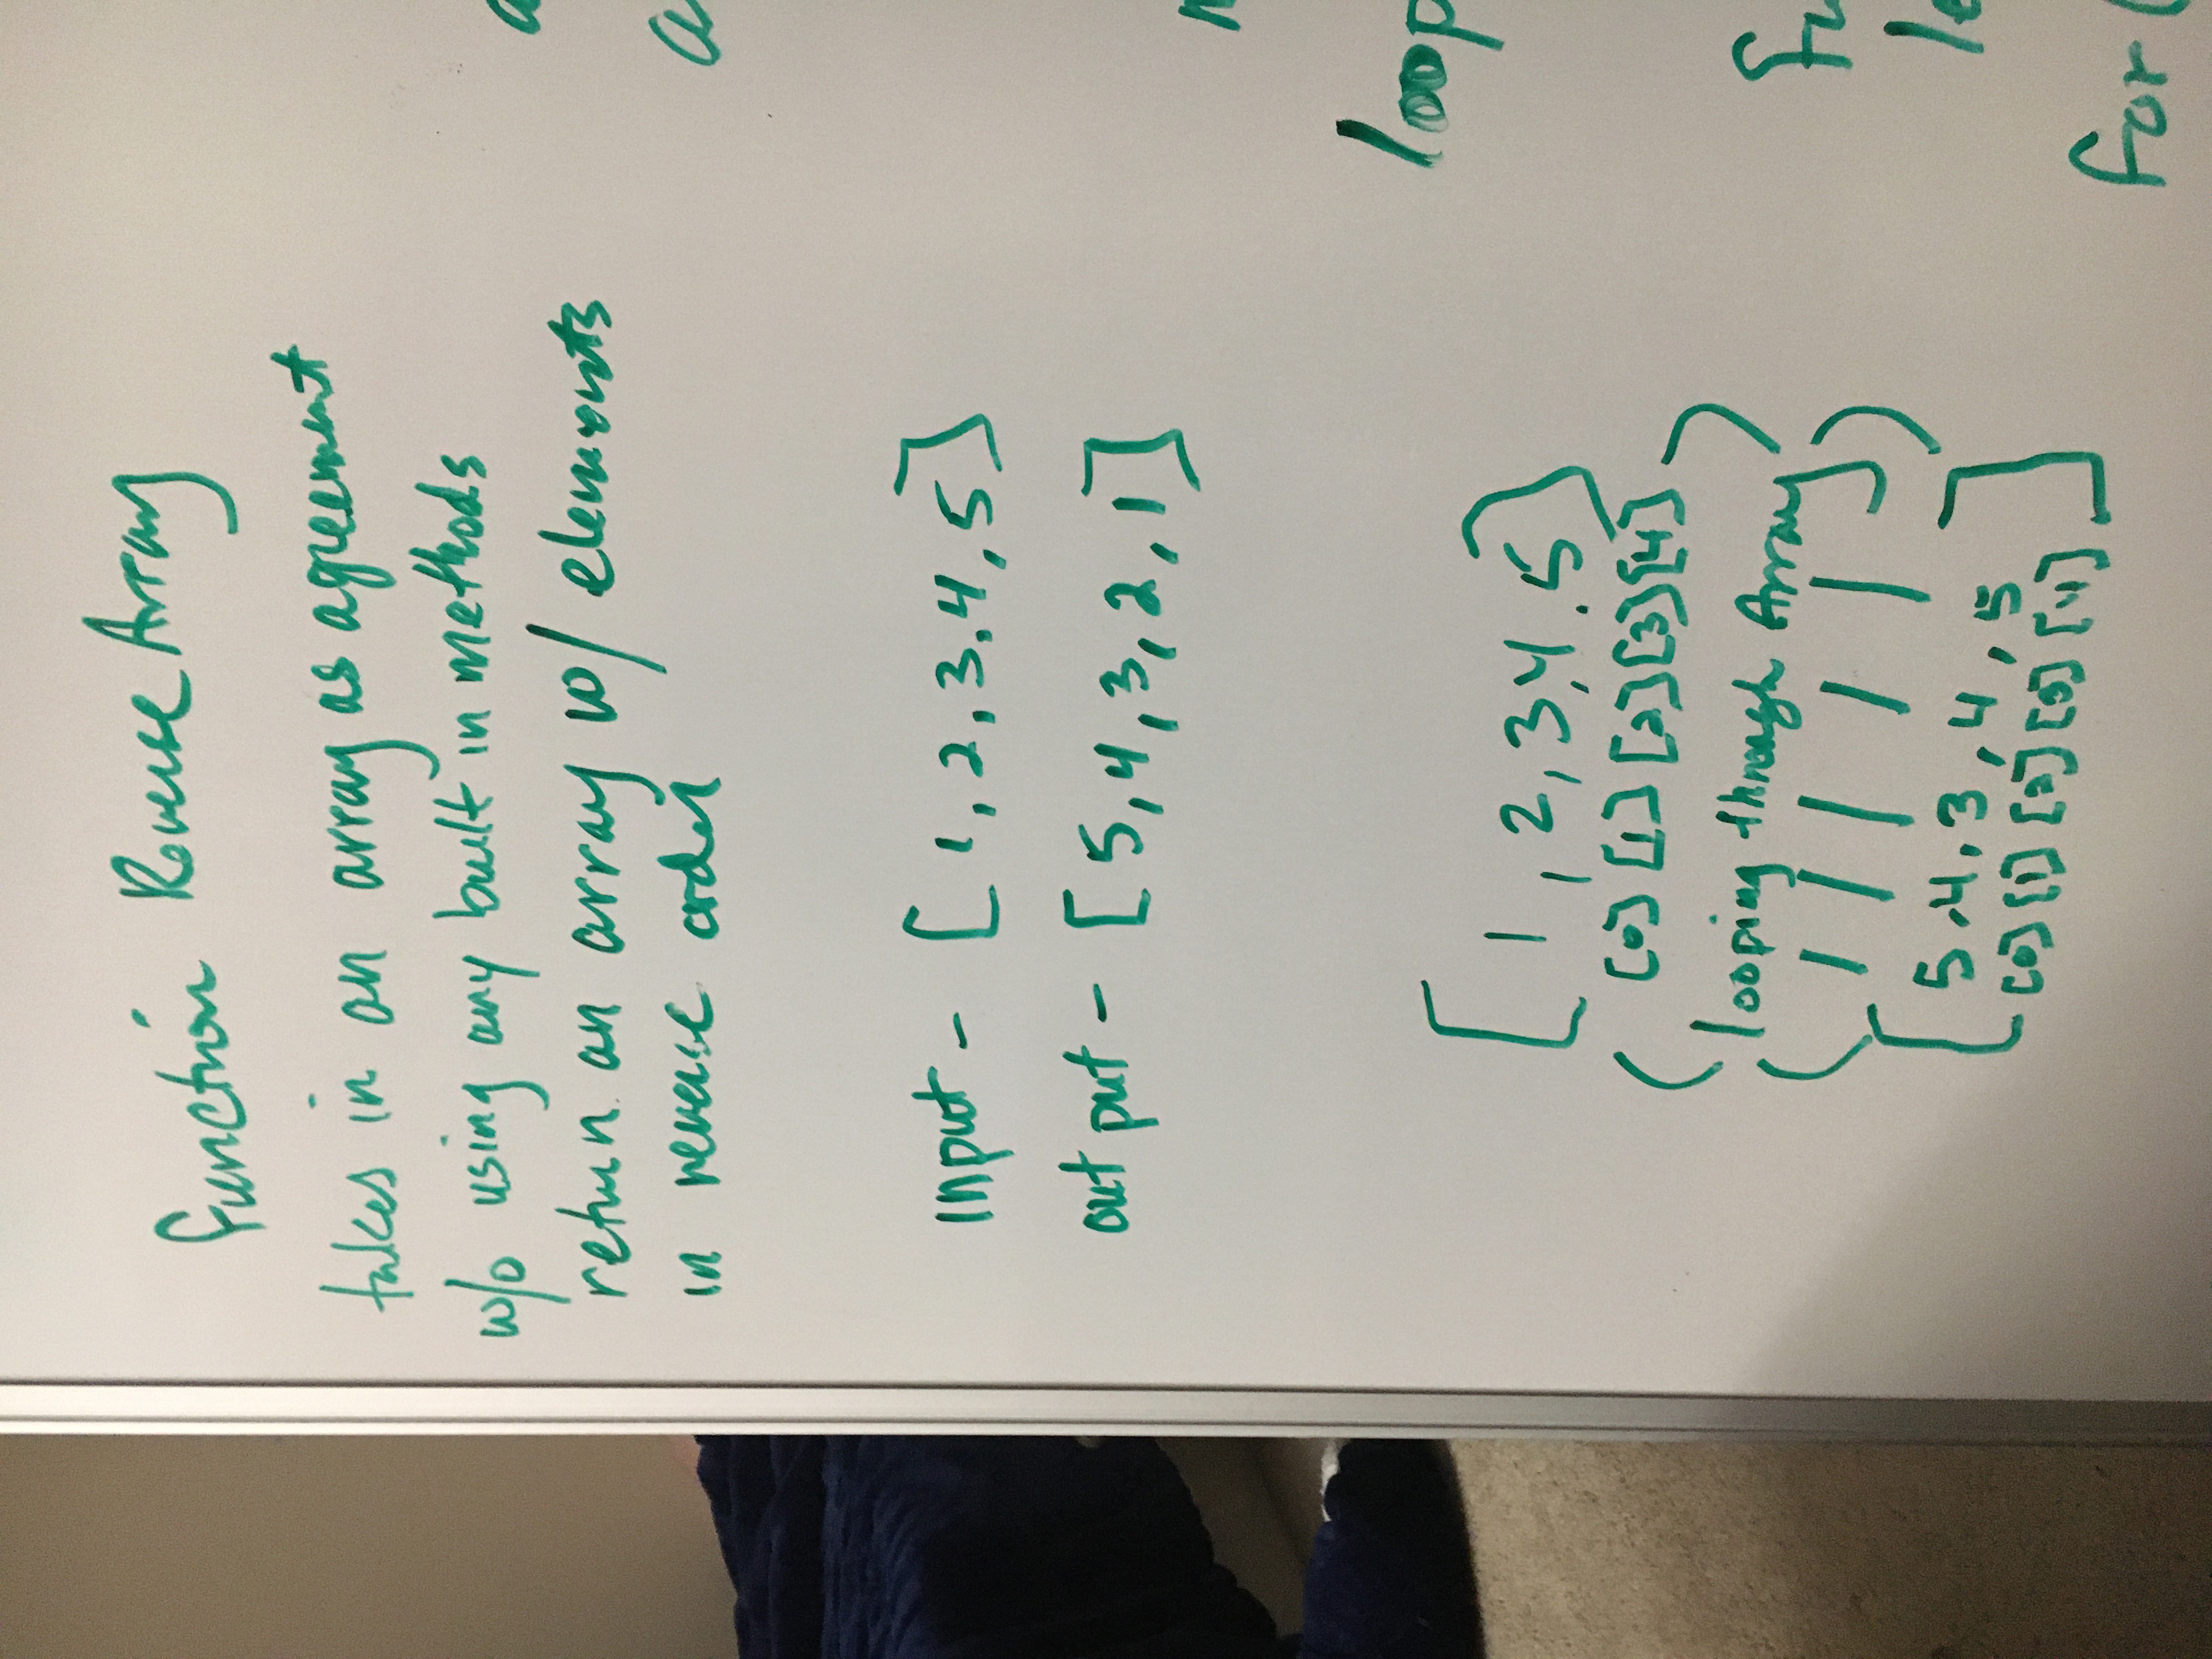 function Reverse Array
takes in an array as agreement
w/o using any built in methods
return an array w/ elements
in reverse order
input - [ 1, 2, 3, 4, 5 ]
out put - [ 5, 4, 3, 2, 1 ]
[ 1, 2, 3, 4, 5 ]
[0] [1] [2] [3] [4]
looping through Array
[ 5, 4, 3, 4, 5 ]
[0] [1] [2] [3] [4]
loop
for (